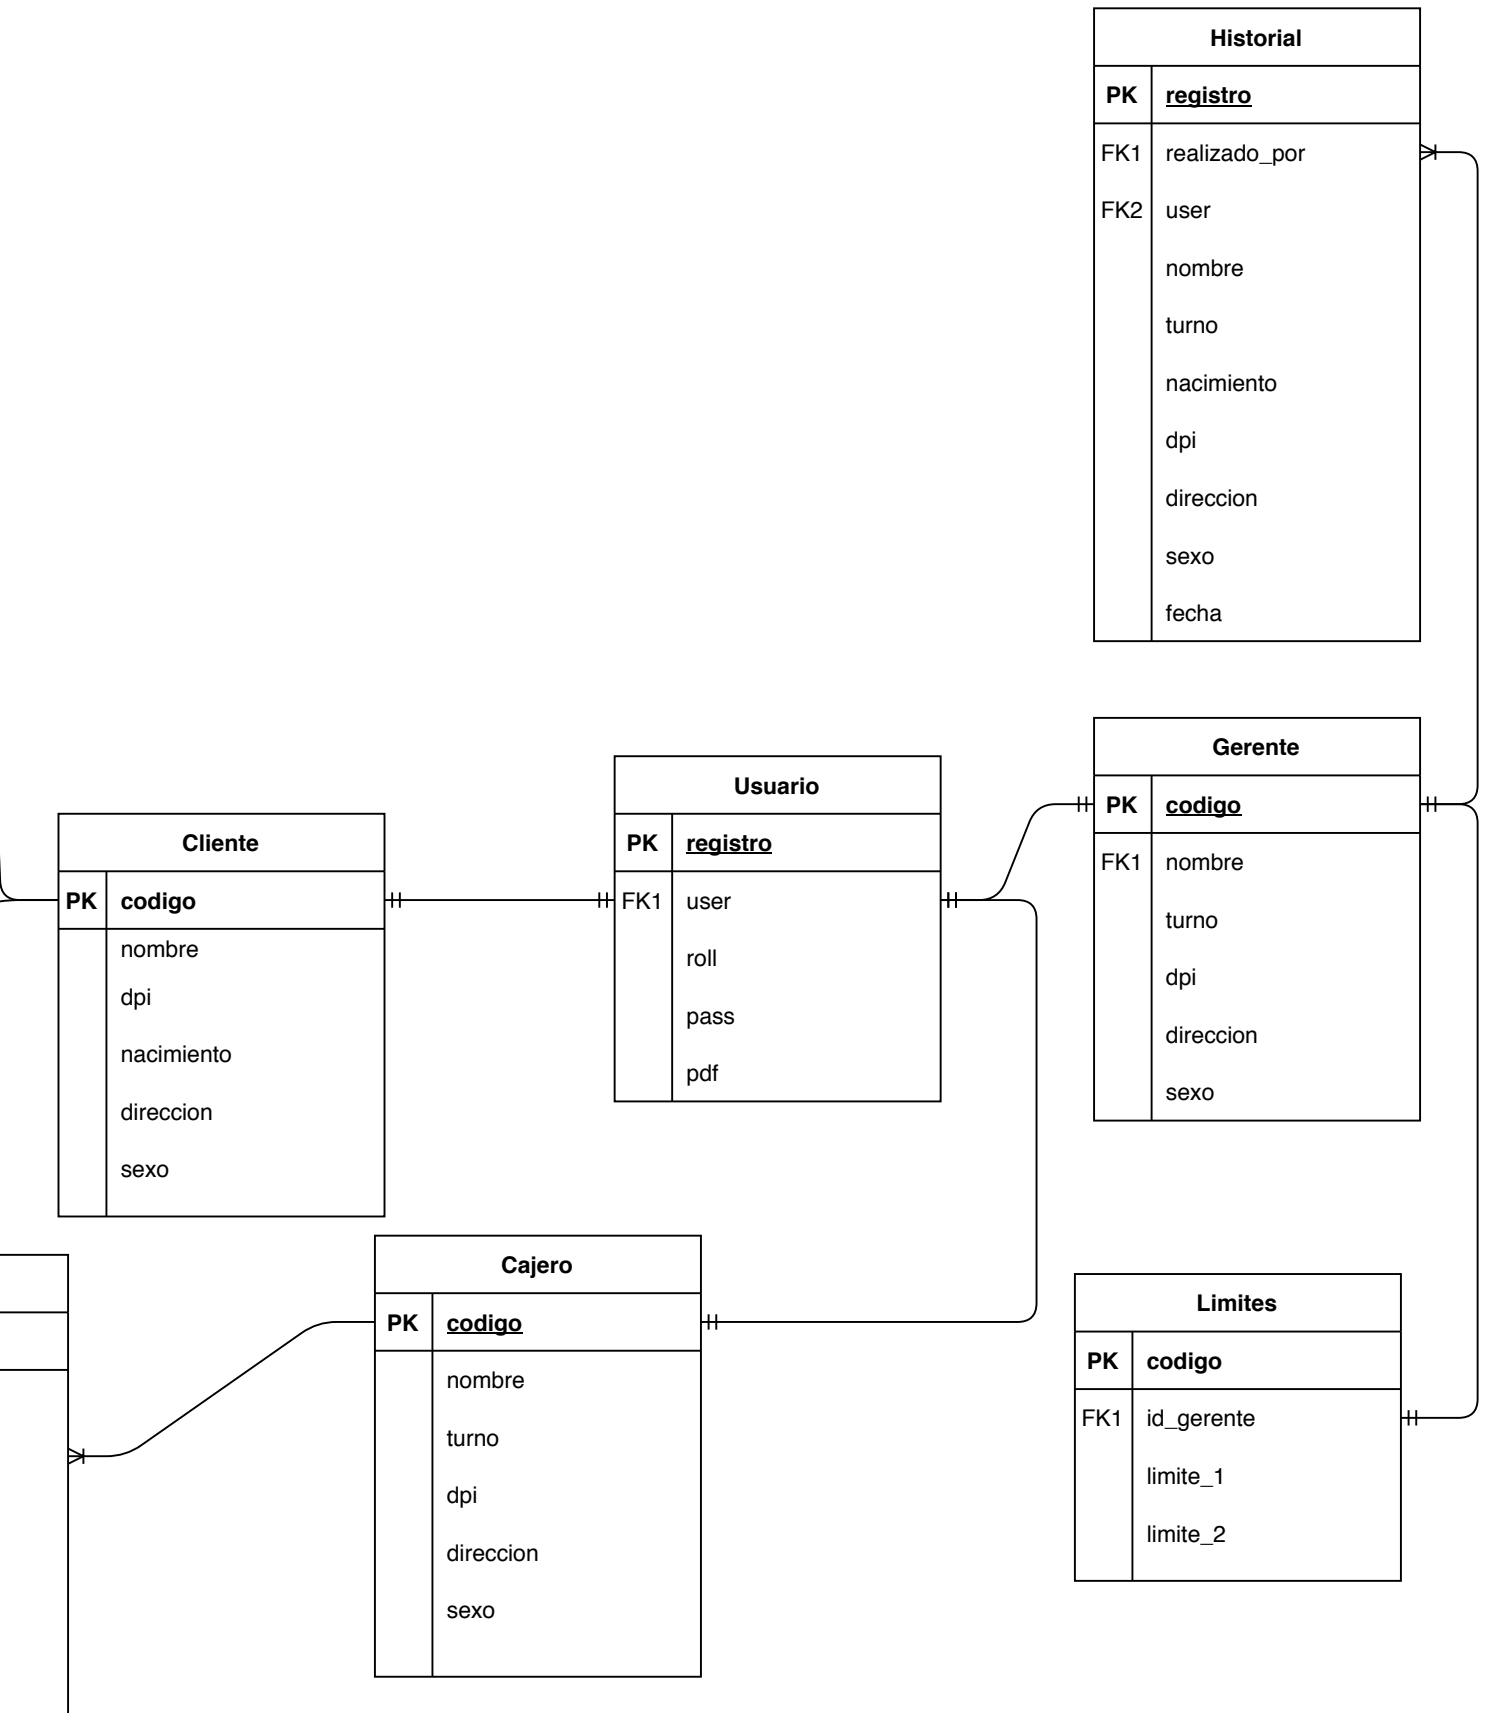 Historial
PK registro
FK1 realizado_por
FK2 user
nombre
turno
nacimiento
dpi
direccion
sexo
fecha
Gerente
PK codigo
FK1 nombre
turno
dpi
direccion
sexo
Usuario
PK registro
FK1 user
roll
pass
pdf
Cliente
PK codigo
nombre
dpi
nacimiento
direccion
sexo
Cajero
PK codigo
nombre
turno
dpi
direccion
sexo
Limites
PK codigo
FK1 id_gerente
limite_1
limite_2